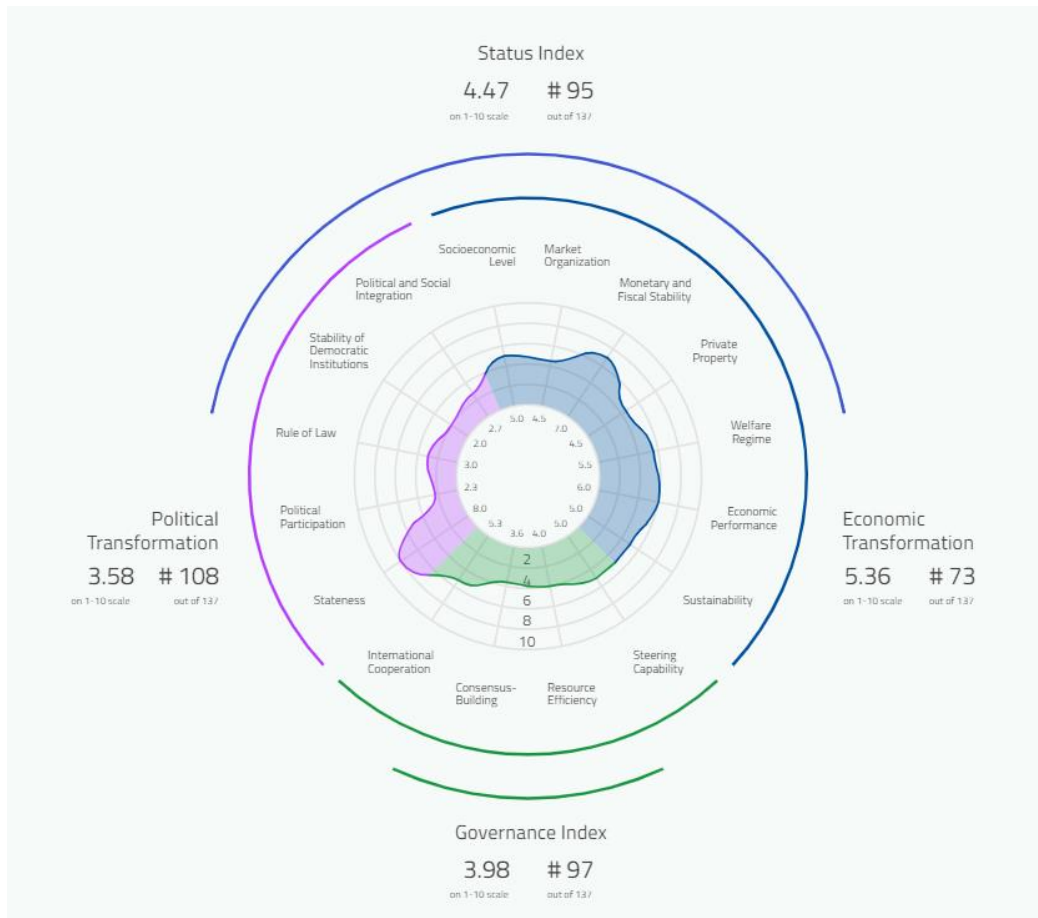 Status Index
4.47 # 95
on 1-10 scale out of 137
Socioeconomic
Level
Market
Organization
Political and Social
Integration
Monetary and
Fiscal Stability
Stability of
Democratic
Institutions
Private
Property
Rule of Law
Welfare
Regime
Political
Participation
Economic
Performance
5.0 4.5
2.7 7.0
2.0 4.5
3.0 5.5
2.3 6.0
8.0 5.0
5.3 5.0
3.6 4.0
2
4
6
8
10
Political
Transformation
3.58 # 108
on 1-10 scale out of 137
Economic
Transformation
5.36 # 73
on 1-10 scale out of 137
Stateness
Sustainability
International
Cooperation
Steering
Capability
Consensus-
Building
Resource
Efficiency
Governance Index
3.98 # 97
on 1-10 scale out of 137